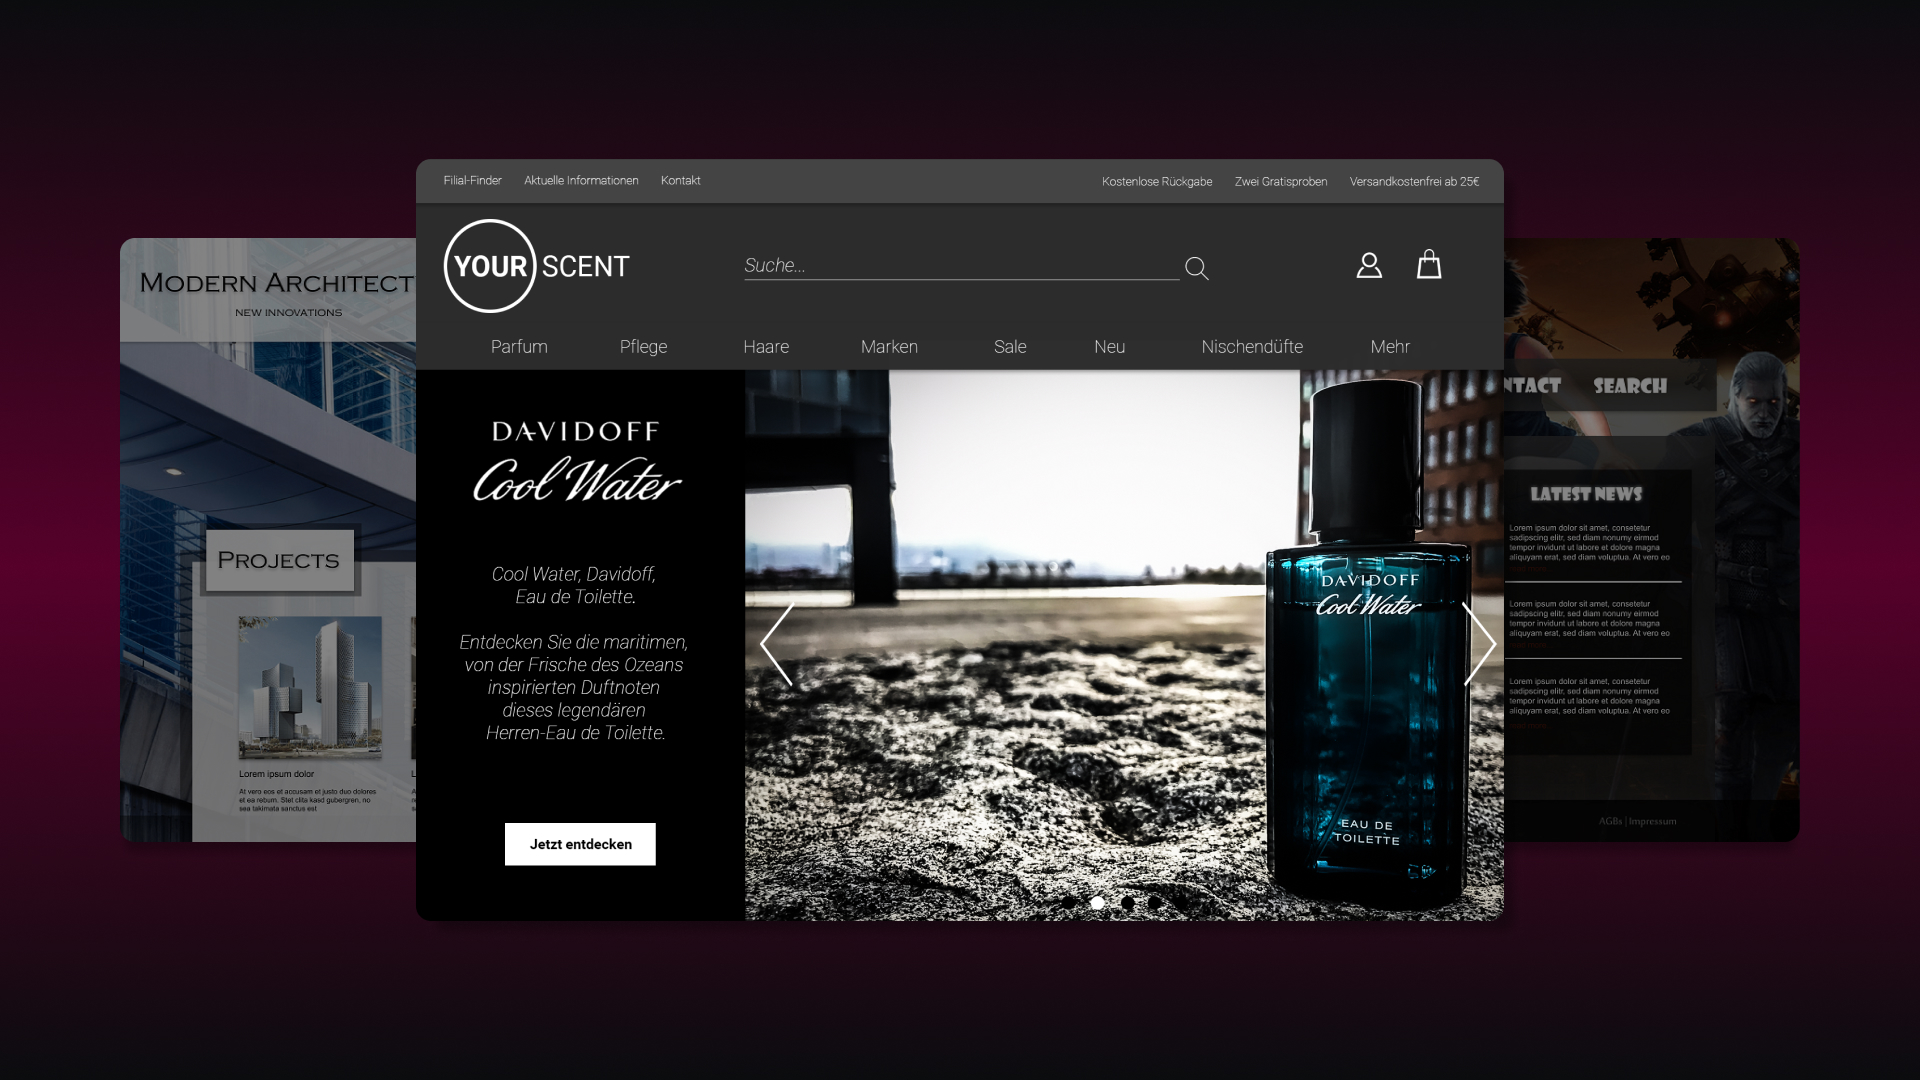 Filial-Finder Aktuelle Informationen Kontakt
Kostenlose Rückgabe Zwei Gratisproben Versandkostenfrei ab 25€
YOUR SCENT
Suche...
Parfum Pflege Haare Marken Sale Neu Nischendüfte Mehr
DAVIDOFF
Cool Water
Cool Water, Davidoff,
Eau de Toilette.
Entdecken Sie die maritimen,
von der Frische des Ozeans
inspirierten Duftnoten
dieses legendären
Herren-Eau de Toilette.
Jetzt entdecken
DAVIDOFF
Cool Water
EAU DE
TOILETTE
MODERN ARCHITECT
NEW INNOVATIONS
PROJECTS
Lorem ipsum dolor
At vero eos et accusam et justo duo dolores
et ea rebum. Stet clita kasd gubergren, no
sea takimata sanctus est
L
A
NTACT SEARCH
LATEST NEWS
Lorem ipsum dolor sit amet, consetetur
sadipscing elitr, sed diam nonumy eirmod
tempor invidunt ut labore et dolore magna
aliquyam erat, sed diam voluptua. At vero eo
Lorem ipsum dolor sit amet, consetetur
sadipscing elitr, sed diam nonumy eirmod
tempor invidunt ut labore et dolore magna
aliquyam erat, sed diam voluptua. At vero eo
Lorem ipsum dolor sit amet, consetetur
sadipscing elitr, sed diam nonumy eirmod
tempor invidunt ut labore et dolore magna
aliquyam erat, sed diam voluptua. At vero eo
AGBs | Impressum